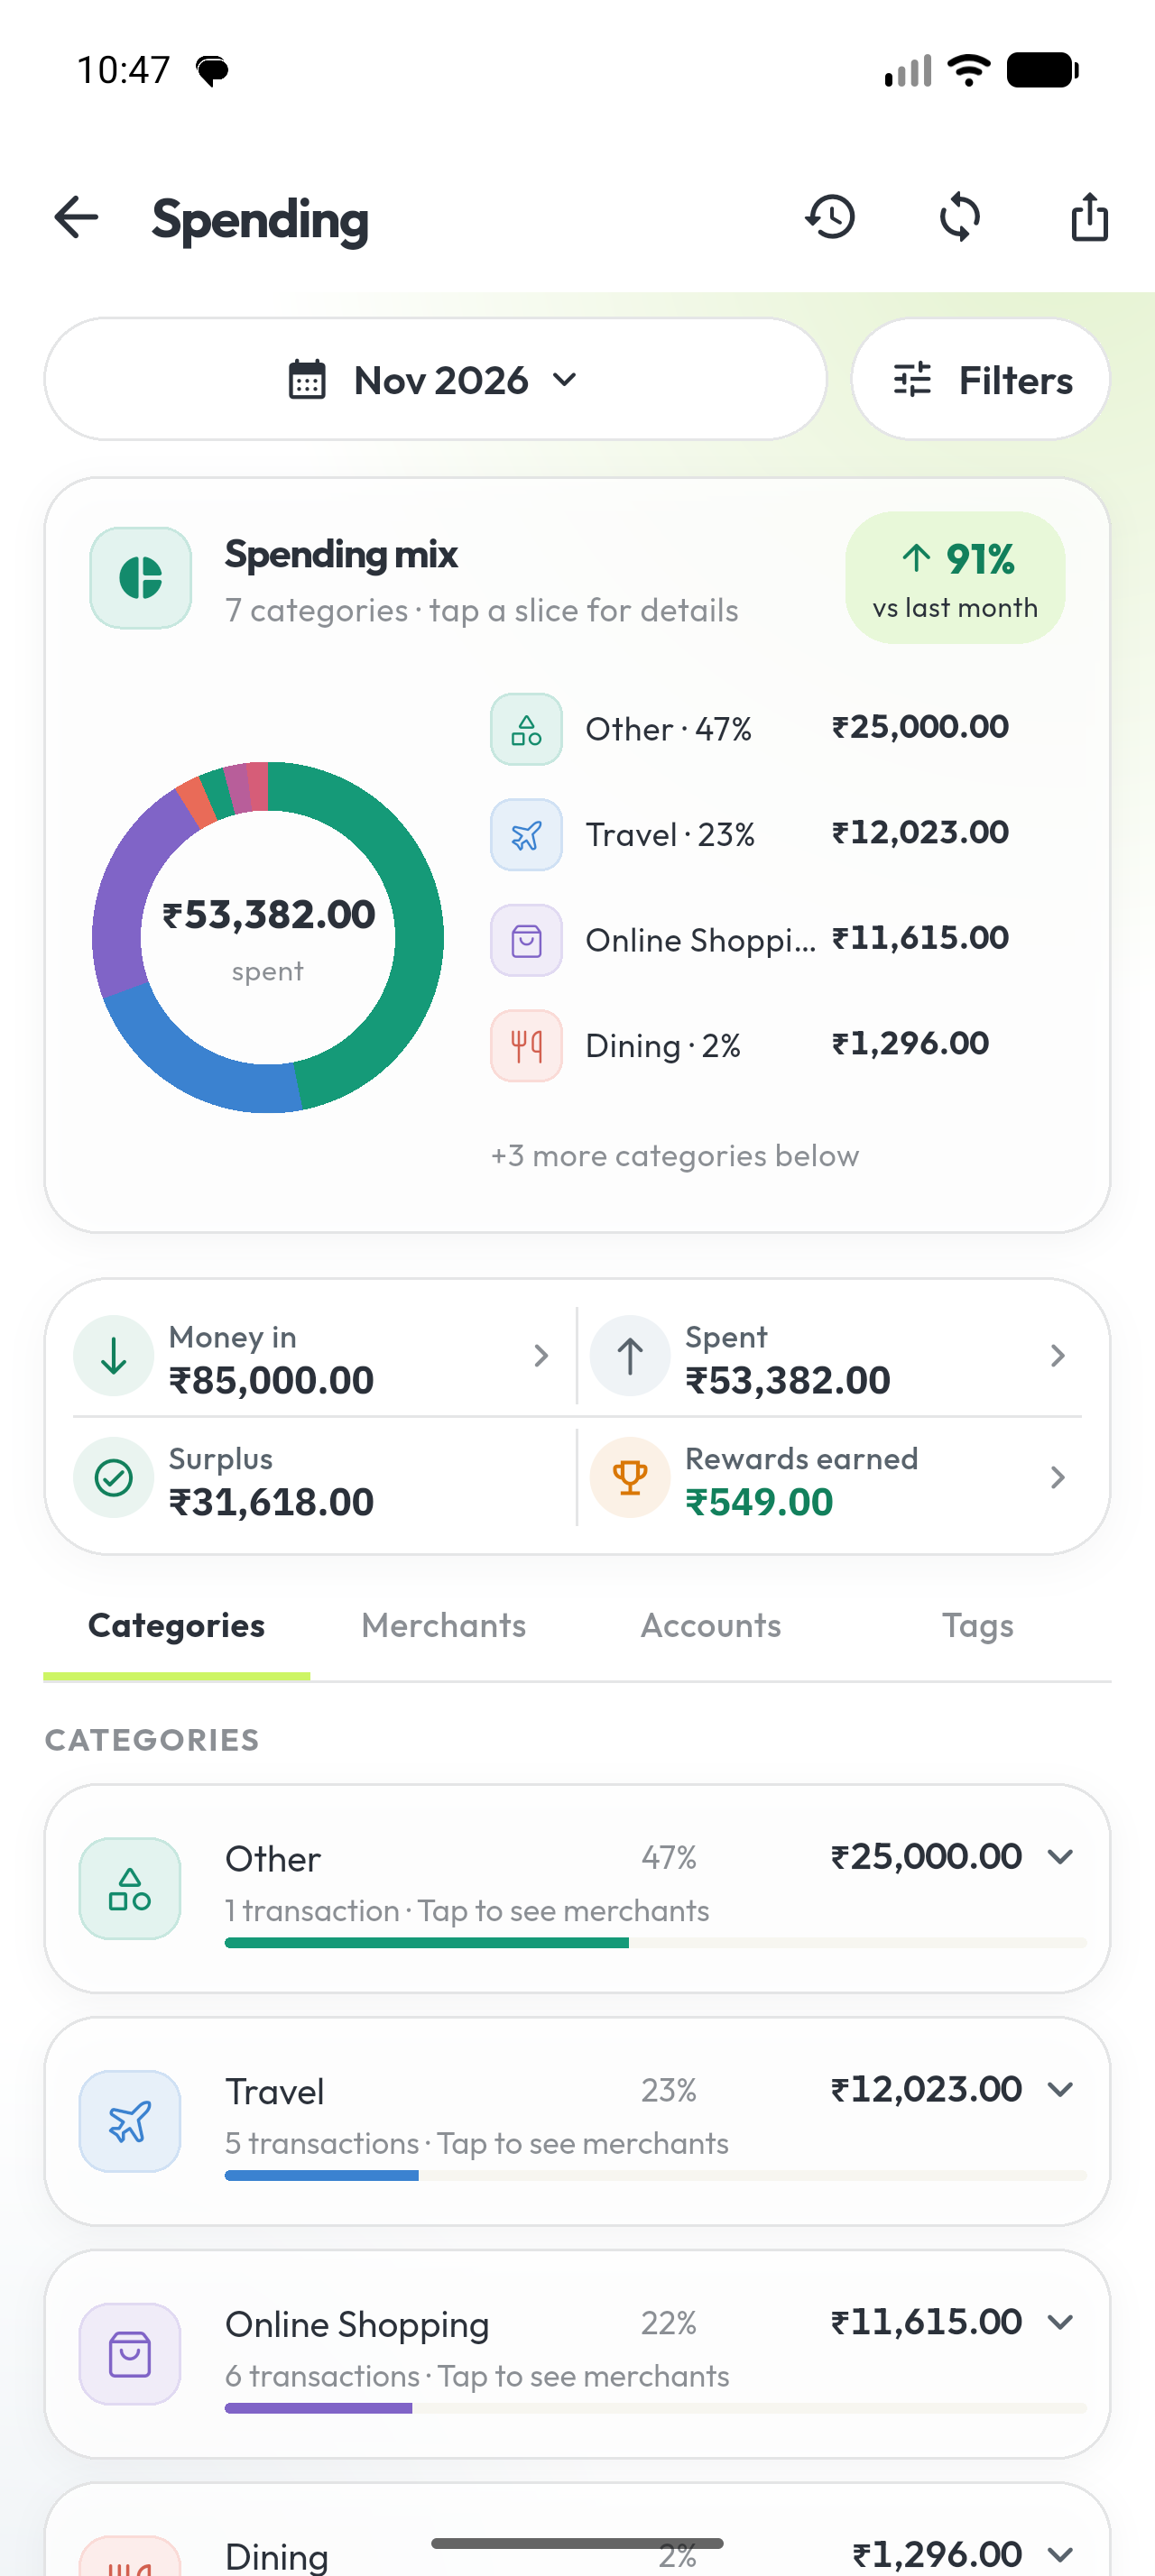 10:47
Spending
Nov 2026
Filters
Spending mix
7 categories · tap a slice for details
↑ 91%
vs last month
Other · 47% ₹25,000.00
Travel · 23% ₹12,023.00
Online Shoppi... ₹11,615.00
Dining · 2% ₹1,296.00
+3 more categories below
₹53,382.00
spent
Money in
₹85,000.00
Spent
₹53,382.00
Surplus
₹31,618.00
Rewards earned
₹549.00
Categories Merchants Accounts Tags
CATEGORIES
Other 47% ₹25,000.00
1 transaction · Tap to see merchants
Travel 23% ₹12,023.00
5 transactions · Tap to see merchants
Online Shopping 22% ₹11,615.00
6 transactions · Tap to see merchants
Dining 2% ₹1,296.00